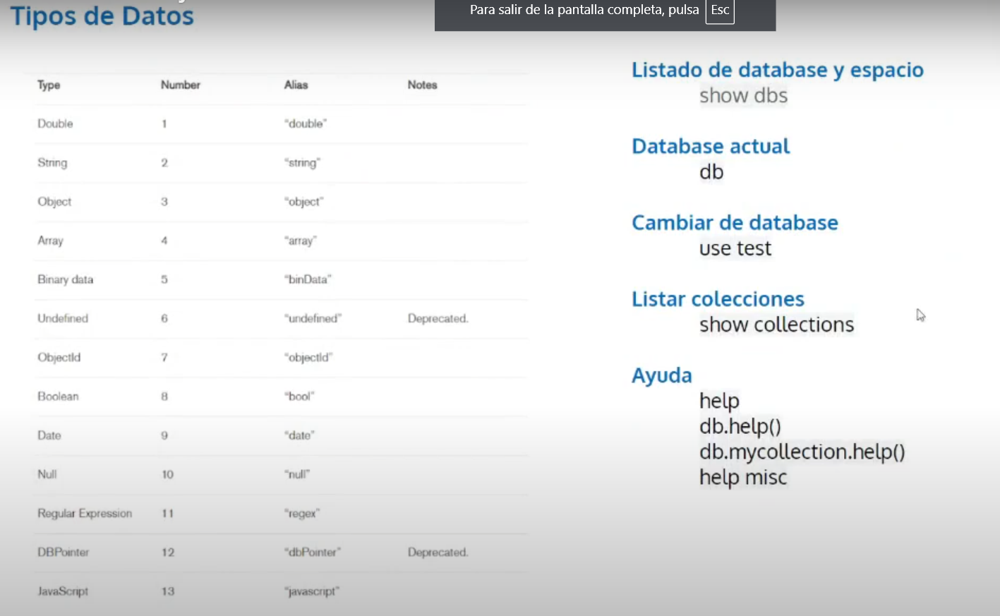 Tipos de Datos
Para salir de la pantalla completa, pulsa Esc
Type Number Alias Notes
Double 1 “double”
String 2 “string”
Object 3 “object”
Array 4 “array”
Binary data 5 “binData”
Undefined 6 “undefined” Deprecated.
ObjectId 7 “objectId”
Boolean 8 “bool”
Date 9 “date”
Null 10 “null”
Regular Expression 11 “regex”
DBPointer 12 “dbPointer” Deprecated.
JavaScript 13 “javascript”
Listado de database y espacio
show dbs
Database actual
db
Cambiar de database
use test
Listar colecciones
show collections
Ayuda
help
db.help()
db.mycollection.help()
help misc